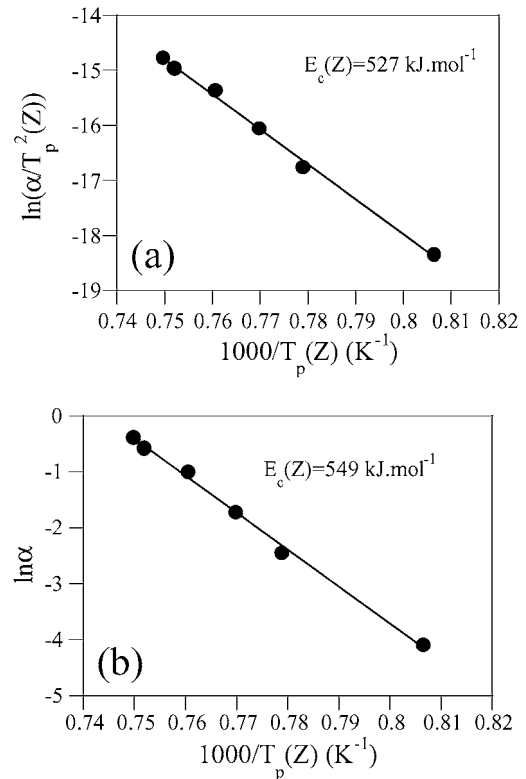 -14
-15
-16
-17
-18
-19
ln(α/T_p^2(Z))
E_c(Z)=527 kJ.mol^-1
(a)
0.74 0.75 0.76 0.77 0.78 0.79 0.8 0.81 0.82
1000/T_p(Z) (K^-1)
0
-1
-2
-3
-4
-5
lnα
E_c(Z)=549 kJ.mol^-1
(b)
0.74 0.75 0.76 0.77 0.78 0.79 0.8 0.81 0.82
1000/T_p(Z) (K^-1)